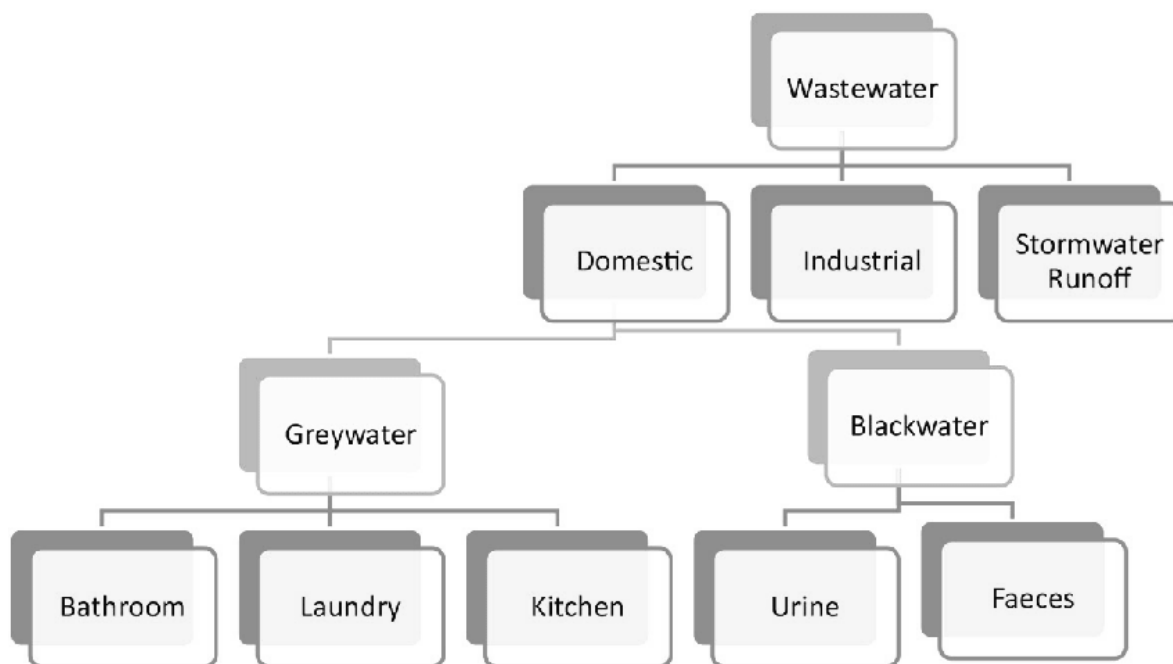 Wastewater
Domestic
Industrial
Stormwater
Runoff
Greywater
Blackwater
Bathroom
Laundry
Kitchen
Urine
Faeces